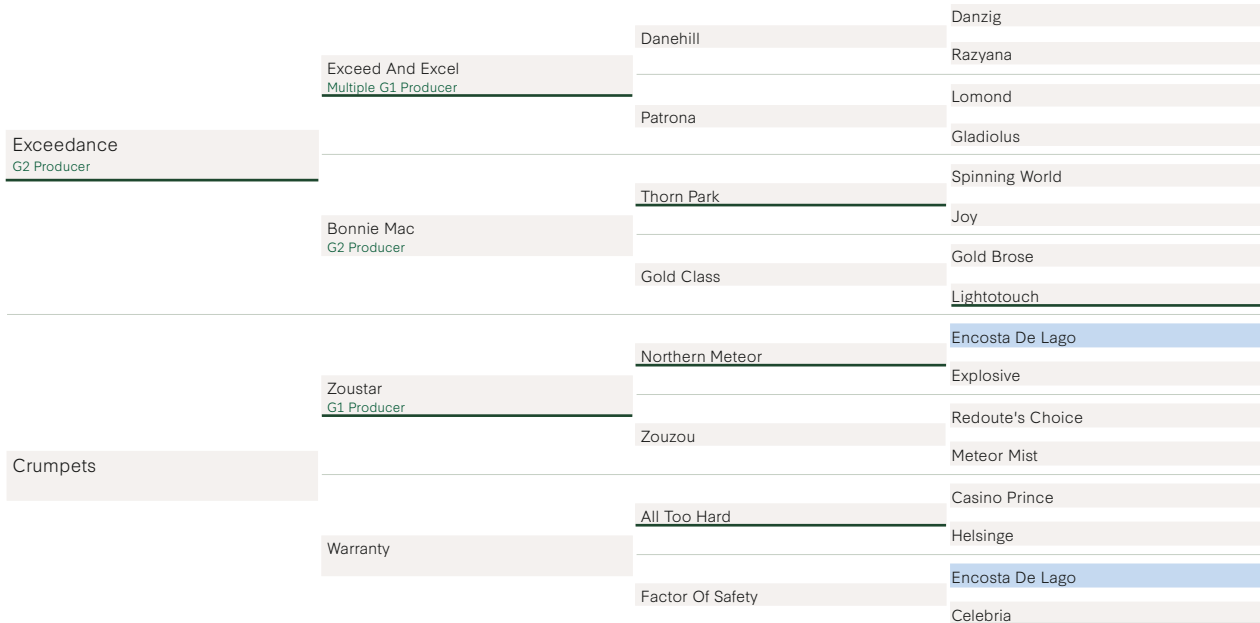 Exceedance
G2 Producer
Crumpets
Exceed And Excel
Multiple G1 Producer
Bonnie Mac
G2 Producer
Zoustar
G1 Producer
Warranty
Danehill
Patrona
Thorn Park
Gold Class
Northern Meteor
Zouzou
All Too Hard
Factor Of Safety
Danzig
Razyana
Lomond
Gladiolus
Spinning World
Joy
Gold Brose
Lightotouch
Encosta De Lago
Explosive
Redoute's Choice
Meteor Mist
Casino Prince
Helsinge
Encosta De Lago
Celebria